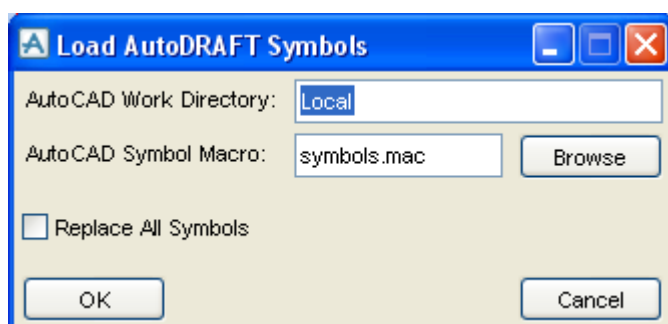 Load AutoDRAFT Symbols
AutoCAD Work Directory: Local
AutoCAD Symbol Macro: symbols.mac Browse
Replace All Symbols
OK Cancel